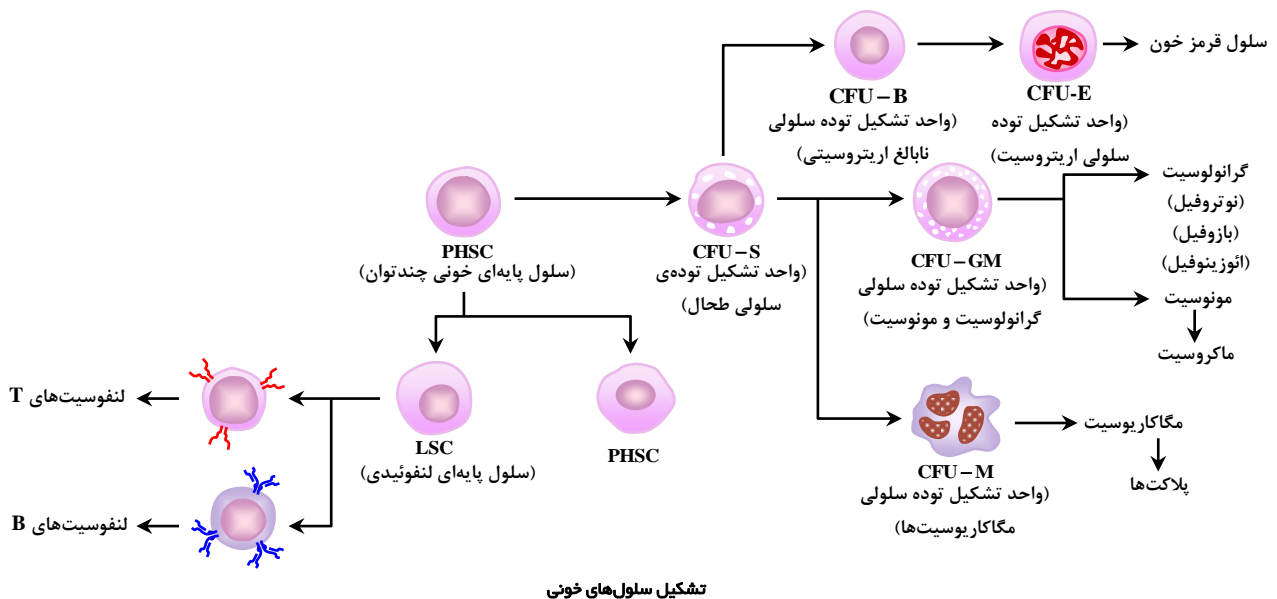 سلول قرمز خون
CFU–B
(واحد تشکیل توده سلولی
نابالغ اریتروسیتی)
CFU-E
(واحد تشکیل توده
سلولی اریتروسیت)
گرانولوسیت
(نوتروفیل)
(بازوفیل)
(ائوزینوفیل)
مونوسیت
ماکروسیت
PHSC
(سلول پایه‌ای خونی چندتوان)
CFU–S
(واحد تشکیل توده‌ی
سلولی طحال)
CFU–GM
(واحد تشکیل توده سلولی
گرانولوسیت و مونوسیت)
لنفوسیت‌های T
LSC
(سلول پایه‌ای لنفوئیدی)
PHSC
CFU–M
(واحد تشکیل توده سلولی
مگاکاریوسیت‌ها)
مگاکاریوسیت
پلاکت‌ها
لنفوسیت‌های B
تشکیل سلول‌های خونی